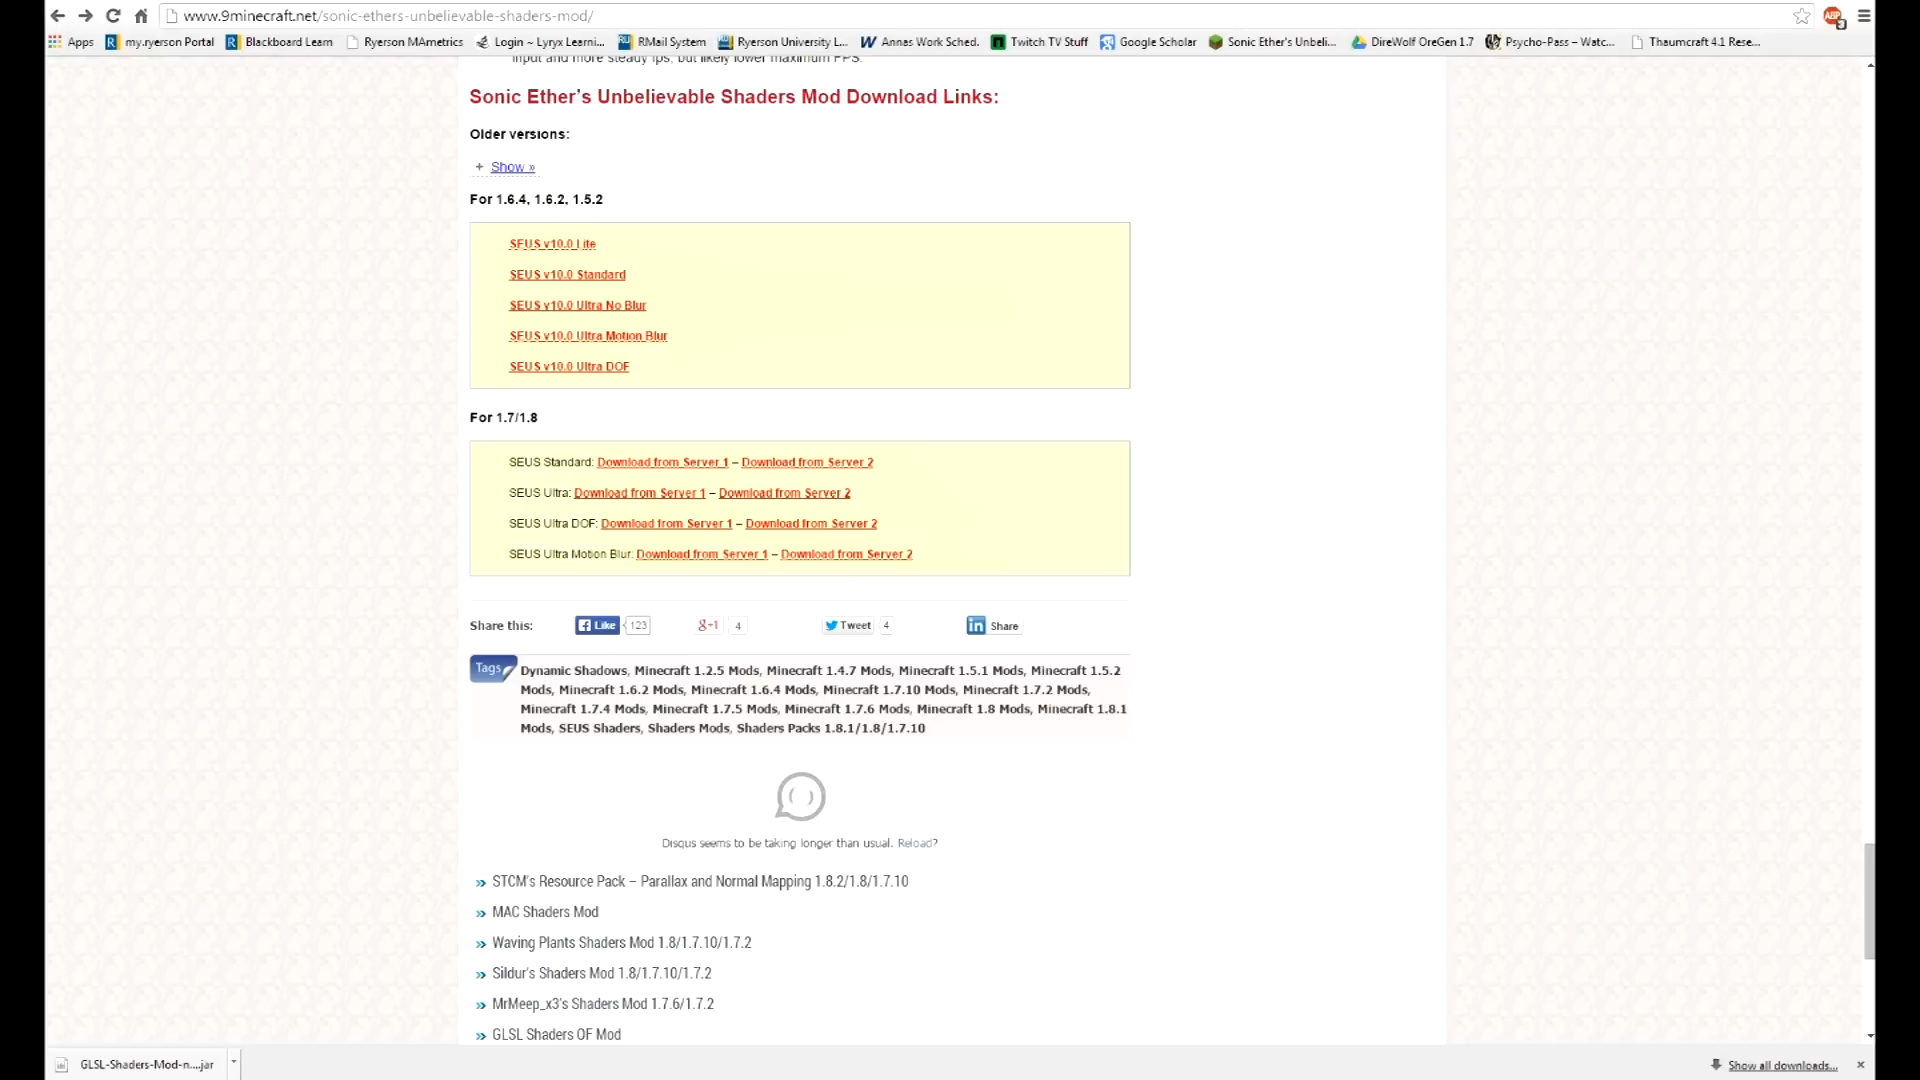 www.9minecraft.net/sonic-ethers-unbelievable-shaders-mod/
ABP
Apps my.ryerson Portal Blackboard Learn Ryerson MAmetrics Login ~ Lyryx Learni... RMail System Ryerson University L... Annas Work Sched. Twitch TV Stuff Google Scholar Sonic Ether's Unbeli... DireWolf OreGen 1.7 Psycho-Pass – Watc... Thaumcraft 4.1 Rese...
input and more steady fps, but likely lower maximum FPS.
Sonic Ether's Unbelievable Shaders Mod Download Links:
Older versions:
+ Show »
For 1.6.4, 1.6.2, 1.5.2
SEUS v10.0 Lite
SEUS v10.0 Standard
SEUS v10.0 Ultra No Blur
SEUS v10.0 Ultra Motion Blur
SEUS v10.0 Ultra DOF
For 1.7/1.8
SEUS Standard: Download from Server 1 – Download from Server 2
SEUS Ultra: Download from Server 1 – Download from Server 2
SEUS Ultra DOF: Download from Server 1 – Download from Server 2
SEUS Ultra Motion Blur: Download from Server 1 – Download from Server 2
Share this: Like 123 g+1 4 Tweet 4 in Share
Tags Dynamic Shadows, Minecraft 1.2.5 Mods, Minecraft 1.4.7 Mods, Minecraft 1.5.1 Mods, Minecraft 1.5.2
Mods, Minecraft 1.6.2 Mods, Minecraft 1.6.4 Mods, Minecraft 1.7.10 Mods, Minecraft 1.7.2 Mods,
Minecraft 1.7.4 Mods, Minecraft 1.7.5 Mods, Minecraft 1.7.6 Mods, Minecraft 1.8 Mods, Minecraft 1.8.1
Mods, SEUS Shaders, Shaders Mods, Shaders Packs 1.8.1/1.8/1.7.10
Disqus seems to be taking longer than usual. Reload?
» STCM's Resource Pack – Parallax and Normal Mapping 1.8.2/1.8/1.7.10
» MAC Shaders Mod
» Waving Plants Shaders Mod 1.8/1.7.10/1.7.2
» Sildur's Shaders Mod 1.8/1.7.10/1.7.2
» MrMeep_x3's Shaders Mod 1.7.6/1.7.2
» GLSL Shaders OF Mod
GLSL-Shaders-Mod-n....jar Show all downloads...